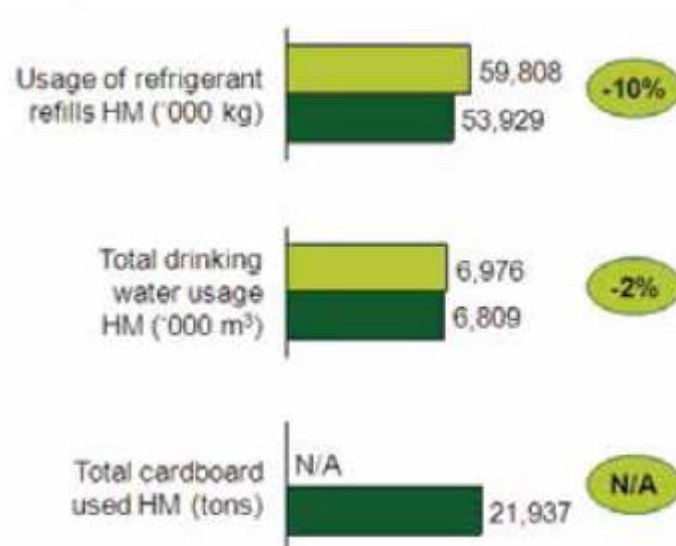 Usage of refrigerant
refills HM ('000 kg)
59,808
53,929
-10%
Total drinking
water usage
HM ('000 m³)
6,976
6,809
-2%
Total cardboard
used HM (tons)
N/A
21,937
N/A